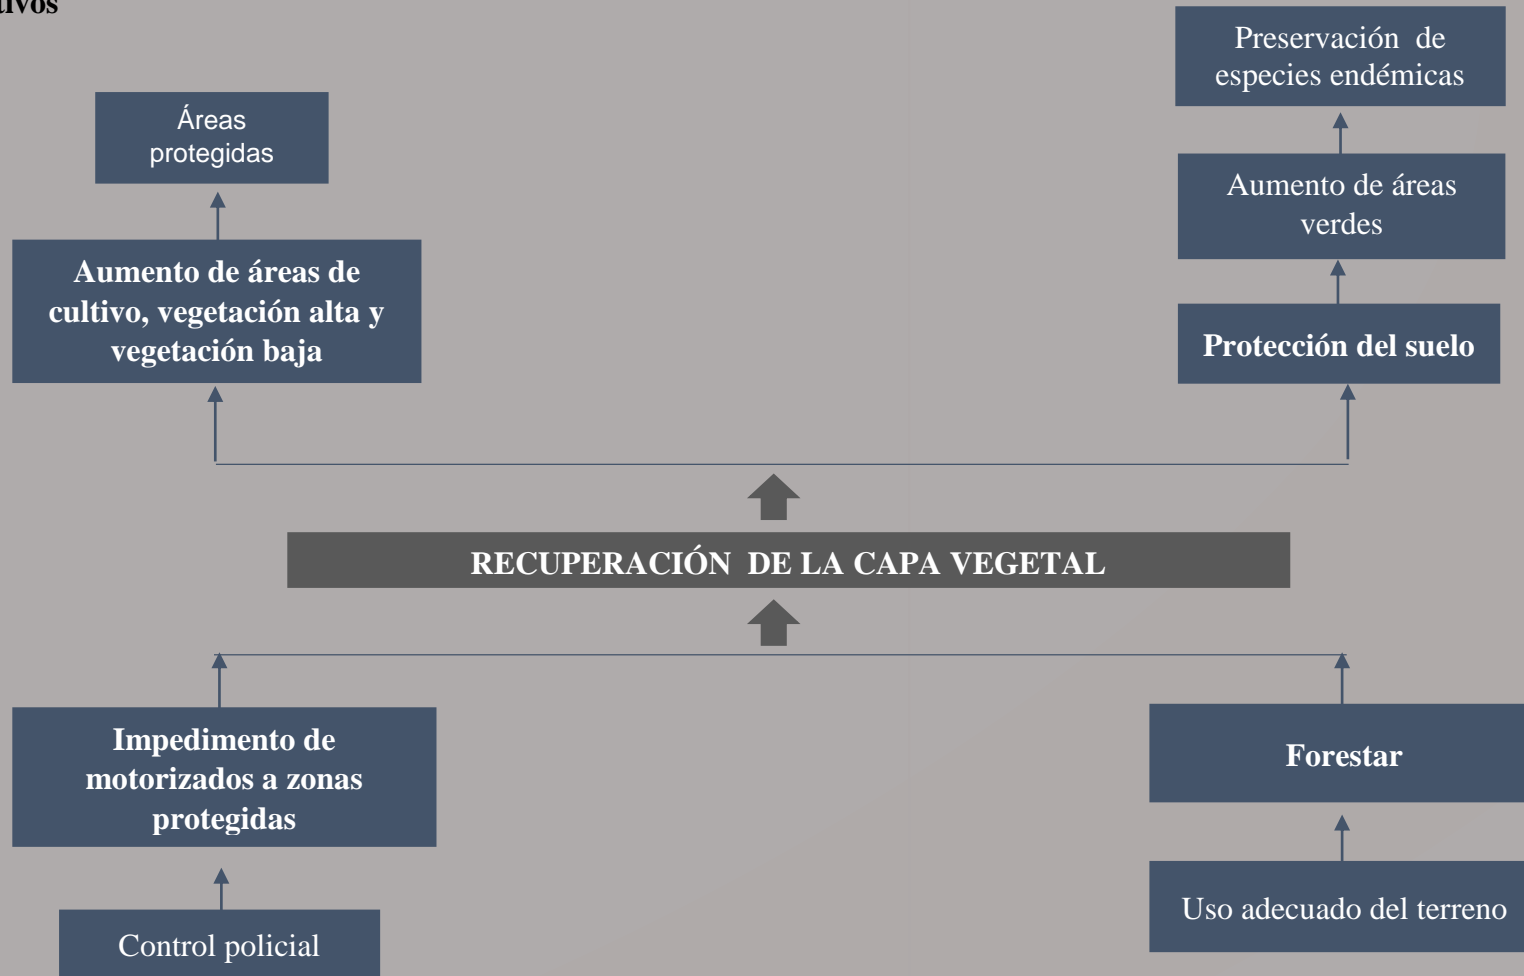 Preservación de
especies endémicas
Áreas
protegidas
Aumento de áreas
verdes
Aumento de áreas de
cultivo, vegetación alta y
vegetación baja
Protección del suelo
RECUPERACIÓN DE LA CAPA VEGETAL
Impedimento de
motorizados a zonas
protegidas
Forestar
Uso adecuado del terreno
Control policial